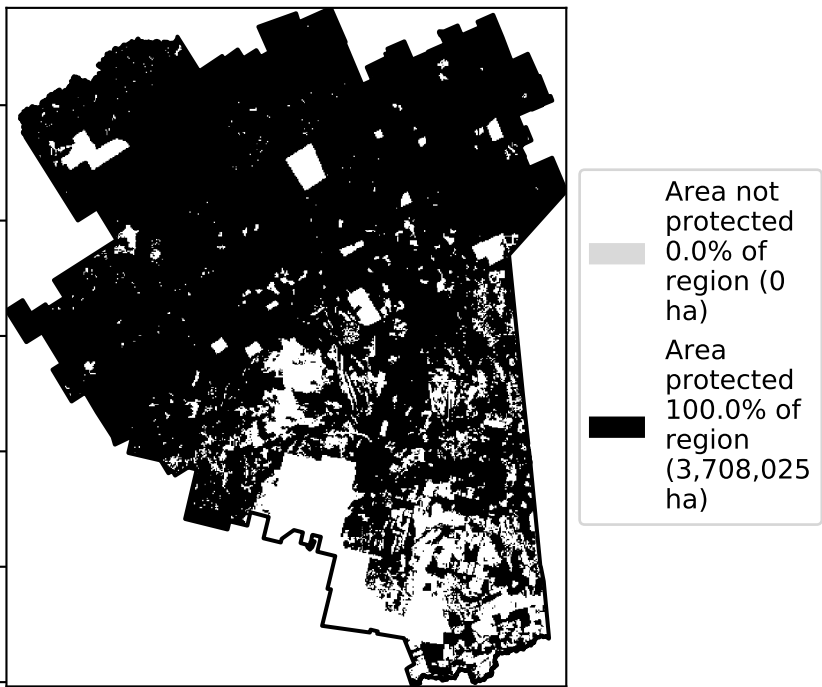 Area not
protected
0.0% of
region (0
ha)
Area
protected
100.0% of
region
(3,708,025
ha)